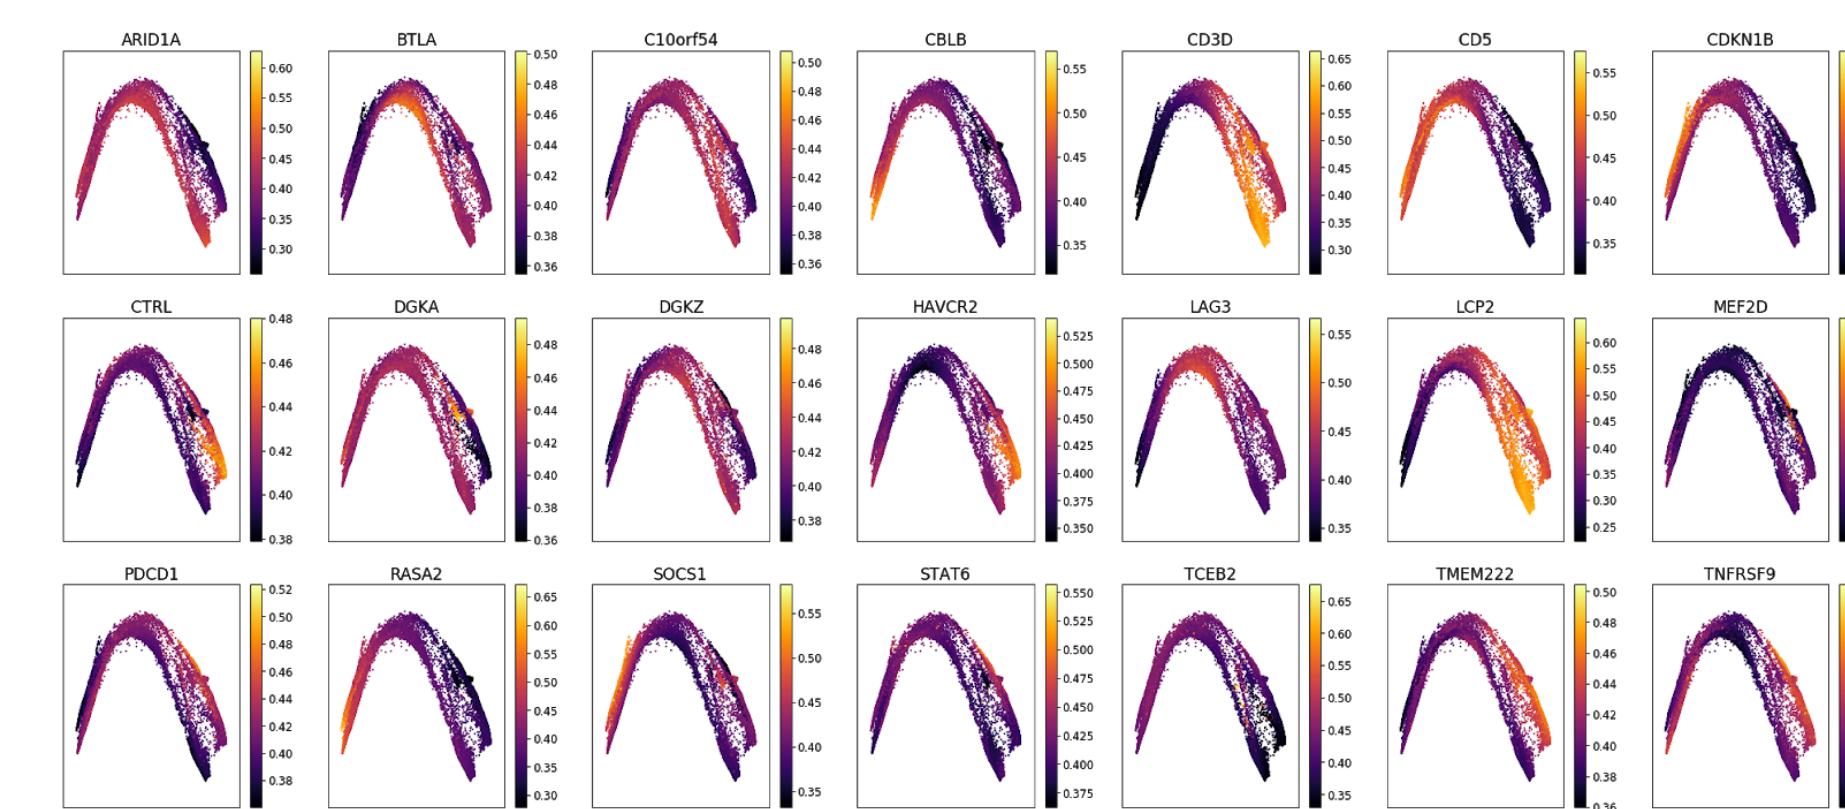 ARID1A BTLA C10orf54 CBLB CD3D CD5 CDKN1B
0.60 0.55 0.50 0.45 0.40 0.35 0.30
0.50 0.48 0.46 0.44 0.42 0.40 0.38 0.36
0.50 0.48 0.46 0.44 0.42 0.40 0.38 0.36
0.55 0.50 0.45 0.40 0.35
0.65 0.60 0.55 0.50 0.45 0.40 0.35 0.30
0.55 0.50 0.45 0.40 0.35
CTRL DGKA DGKZ HAVCR2 LAG3 LCP2 MEF2D
0.48 0.46 0.44 0.42 0.40 0.38
0.48 0.46 0.44 0.42 0.40 0.38 0.36
0.48 0.46 0.44 0.42 0.40 0.38
0.525 0.500 0.475 0.450 0.425 0.400 0.375 0.350
0.55 0.50 0.45 0.40 0.35
0.60 0.55 0.50 0.45 0.40 0.35 0.30 0.25
PDCD1 RASA2 SOCS1 STAT6 TCEB2 TMEM222 TNFRSF9
0.52 0.50 0.48 0.46 0.44 0.42 0.40 0.38
0.65 0.60 0.55 0.50 0.45 0.40 0.35 0.30
0.55 0.50 0.45 0.40 0.35
0.550 0.525 0.500 0.475 0.450 0.425 0.400 0.375
0.65 0.60 0.55 0.50 0.45 0.40 0.35
0.50 0.48 0.46 0.44 0.42 0.40 0.38 0.36